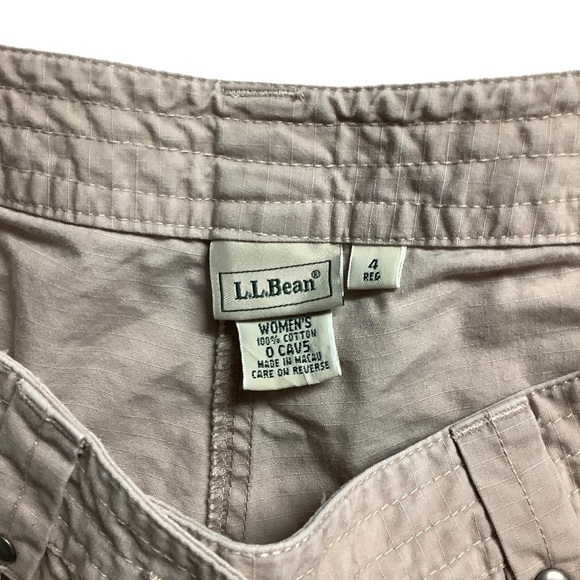 L.L.Bean®
4
REG
WOMEN'S
100% COTTON
0 CAV5
MADE IN MACAU
CARE ON REVERSE